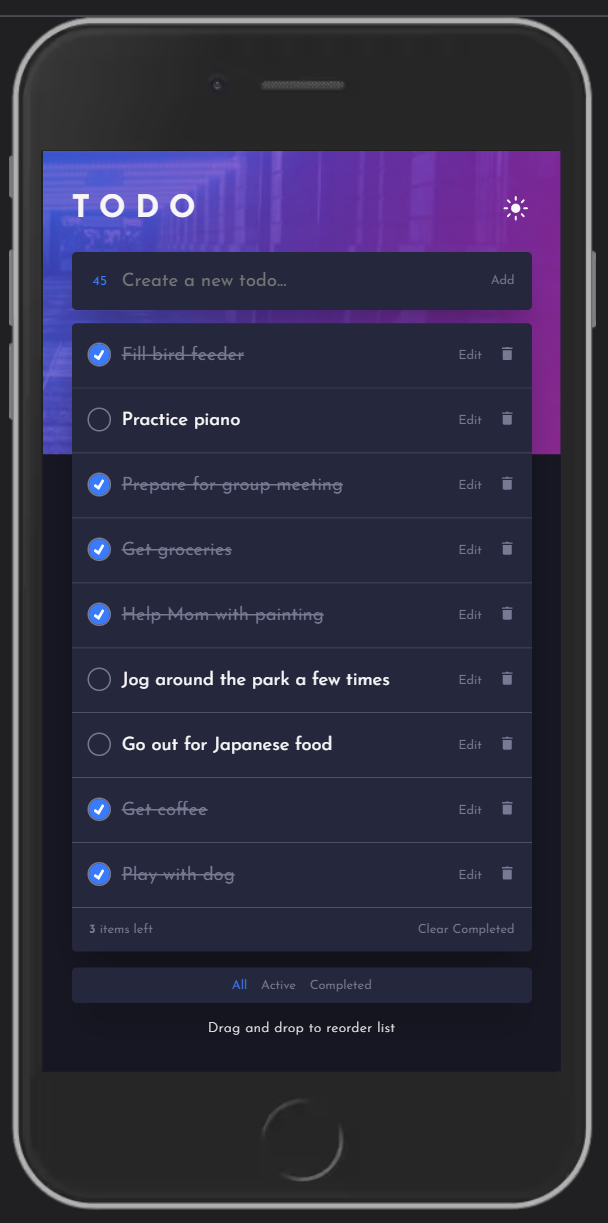 TODO
45 Create a new todo... Add
Fill bird feeder Edit
Practice piano Edit
Prepare for group meeting Edit
Get groceries Edit
Help Mom with painting Edit
Jog around the park a few times Edit
Go out for Japanese food Edit
Get coffee Edit
Play with dog Edit
3 items left Clear Completed
All Active Completed
Drag and drop to reorder list